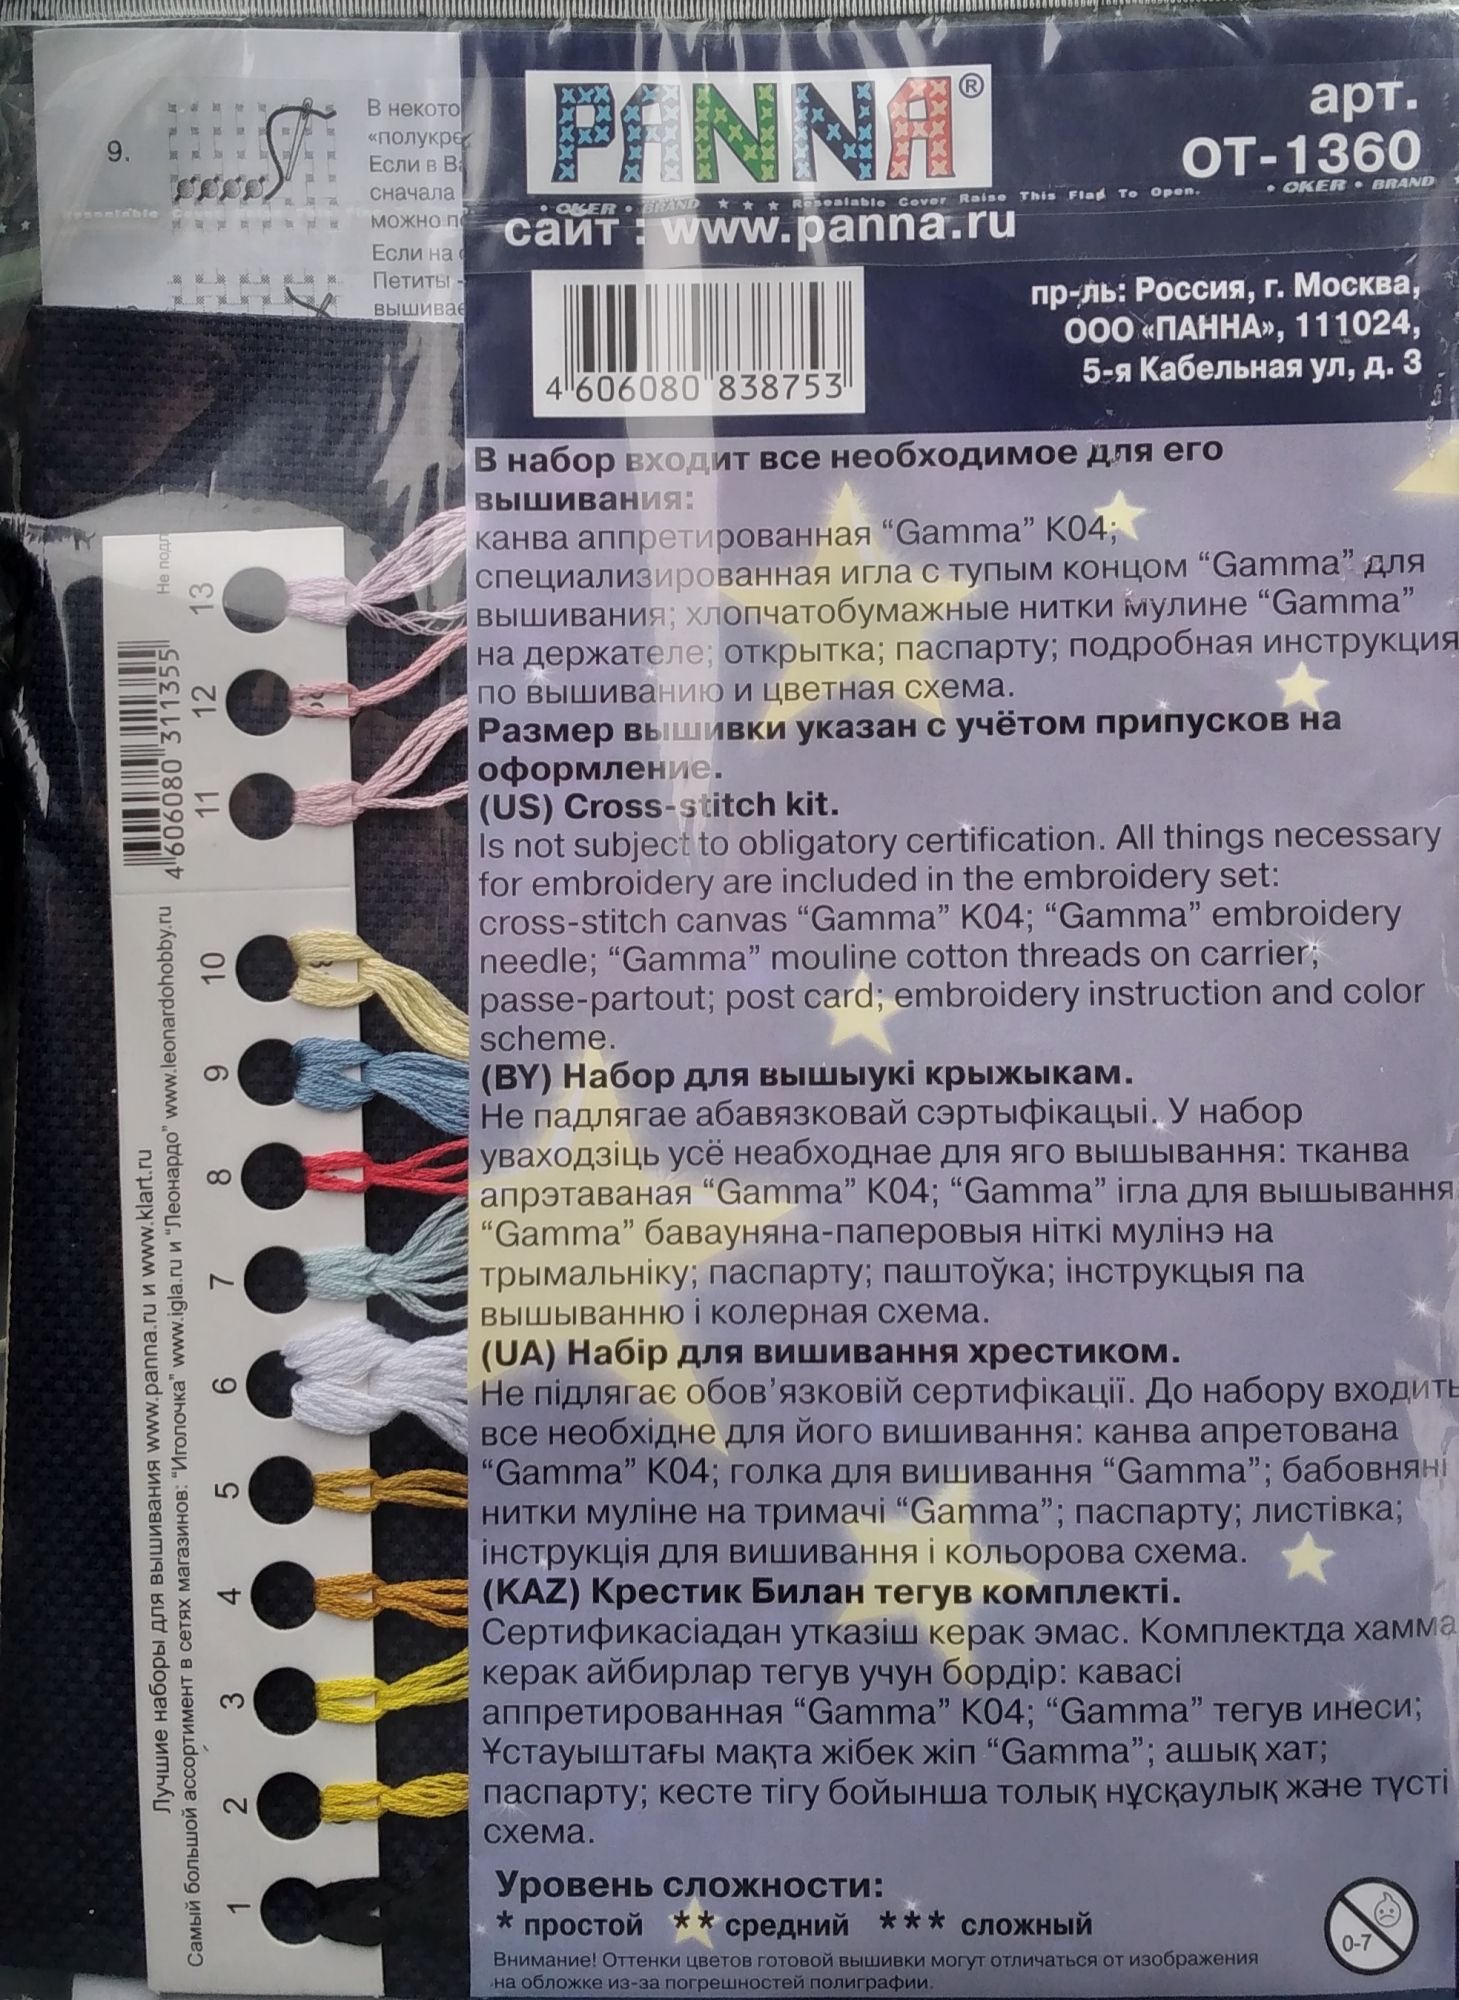 9.
В некото
«полукре
Если в Ва
сначала
можно по
Если на
Петиты -
вышивае
PANNA®
арт.
ОТ-1360
• OKER • BRAND ★ ★ ★ Resealable Cover Raise This Flap To Open. • OKER • BRAND
сайт : www.panna.ru
4 606080 838753
пр-ль: Россия, г. Москва,
ООО «ПАННА», 111024,
5-я Кабельная ул, д. 3
В набор входит все необходимое для его
вышивания:
канва аппретированная “Gamma” K04;
специализированная игла с тупым концом “Gamma” для
вышивания; хлопчатобумажные нитки мулине “Gamma”
на держателе; открытка; паспарту; подробная инструкция
по вышиванию и цветная схема.
Размер вышивки указан с учётом припусков на
оформление.
(US) Cross-stitch kit.
Is not subject to obligatory certification. All things necessary
for embroidery are included in the embroidery set:
cross-stitch canvas “Gamma” K04; “Gamma” embroidery
needle; “Gamma” mouline cotton threads on carrier;
passe-partout; post card; embroidery instruction and color
scheme.
(BY) Набор для вышыукі крыжыкам.
Не падлягае абавязковай сэртыфікацыі. У набор
уваходзіць усё неабходнае для яго вышывання: тканва
апрэтаваная “Gamma” K04; “Gamma” ігла для вышывання
“Gamma” бавауняна-паперовыя ніткі мулінэ на
трымальніку; паспарту; паштоўка; інструкцыя па
вышыванню і колерная схема.
(UA) Набір для вишивання хрестиком.
Не підлягає обов’язковій сертифікації. До набору входить
все необхідне для його вишивання: канва апретована
“Gamma” K04; голка для вишивання “Gamma”; бабовняні
нитки муліне на тримачі “Gamma”; паспарту; листівка;
інструкція для вишивання і кольорова схема.
(KAZ) Крестик Билан тегув комплекті.
Сертификасіадан утказіш керак эмас. Комплектда хамма
керак айбирлар тегув учун бордір: кавасі
аппретированная “Gamma” K04; “Gamma” тегув инеси;
Ұстауыштағы мақта жібек жіп “Gamma”; ашық хат;
паспарту; кесте тігу бойынша толық нұсқаулық және түсті
схема.
Уровень сложности:
* простой ** средний *** сложный
Внимание! Оттенки цветов готовой вышивки могут отличаться от изображения
на обложке из-за погрешностей полиграфии.
0-7
Не подл
4 606080 311355
Лучшие наборы для вышивания www.panna.ru и www.klart.ru
Самый большой ассортимент в сетях магазинов: “Иголочка” www.igla.ru и “Леонардо” www.leonardohobby.ru
13
12
11
10
9
8
7
6
5
4
3
2
1